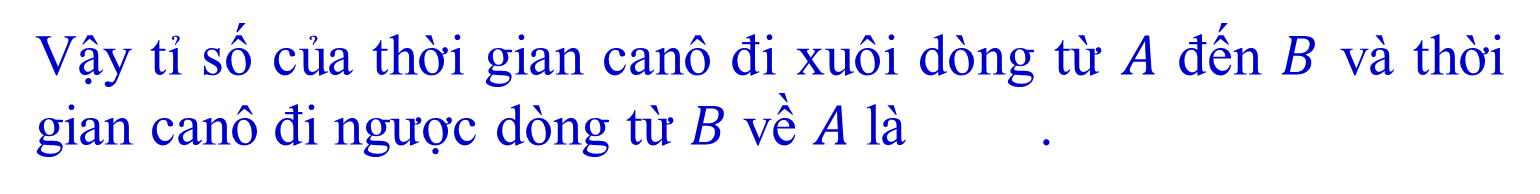 Vậy tỉ số của thời gian canô đi xuôi dòng từ A đến B và thời
gian canô đi ngược dòng từ B về A là .